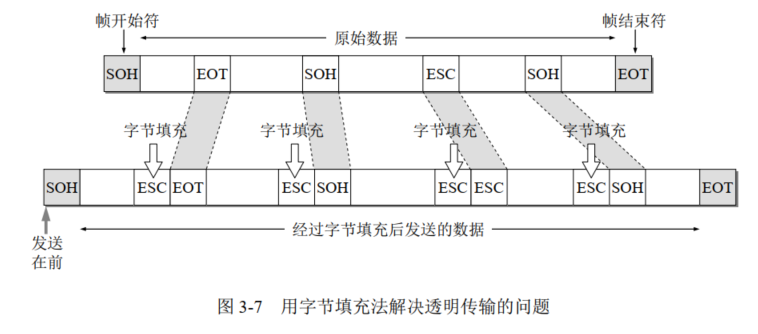 帧开始符
帧结束符
原始数据
SOH EOT SOH ESC SOH EOT
字节填充 字节填充 字节填充 字节填充
SOH ESC EOT ESC SOH ESC ESC ESC SOH EOT
经过字节填充后发送的数据
发送
在前
图 3-7 用字节填充法解决透明传输的问题